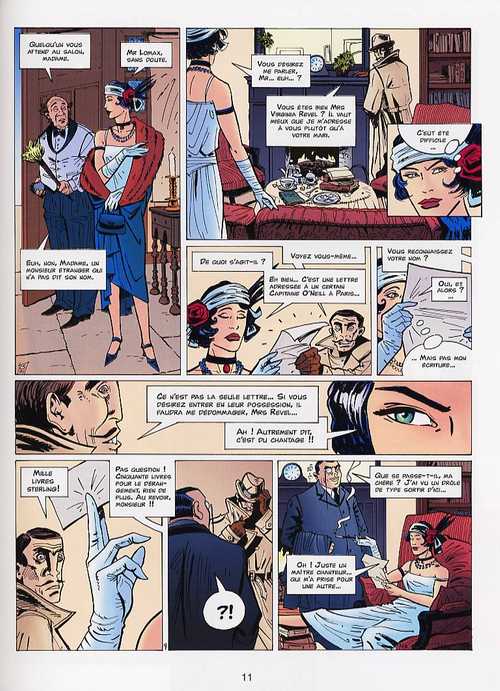 QUELQU'UN VOUS
ATTEND AU SALON,
MADAME.
MR LOMAX,
SANS DOUTE.
EUH, NON, MADAME, UN
MONSIEUR ETRANGER QUI
N'A PAS DIT SON NOM.
VOUS DÉSIREZ
ME PARLER,
MR... EUH... ?
VOUS ÊTES BIEN MRS
VIRGINIA REVEL ? IL VAUT
MIEUX QUE JE M'ADRESSE
À VOUS PLUTÔT QU'À
VOTRE MARI.
C'EÛT ÉTÉ
DIFFICILE
...
DE QUOI S'AGIT-IL ?
VOYEZ VOUS-MÊME...
EH BIEN... C'EST UNE LETTRE
ADRESSÉE À UN CERTAIN
CAPITAINE O'NEILL À PARIS...
VOUS RECONNAISSEZ
VOTRE NOM ?
OUI, ET
ALORS ?
...
... MAIS PAS MON
ÉCRITURE...
CE N'EST PAS LA SEULE LETTRE... SI VOUS
DÉSIREZ ENTRER EN LEUR POSSESSION, IL
FAUDRA ME DÉDOMMAGER, MRS REVEL...
AH ! AUTREMENT DIT,
C'EST DU CHANTAGE !!
MILLE
LIVRES
STERLING!
PAS QUESTION !
CINQUANTE LIVRES
POUR LE DÉRAN-
GEMENT, RIEN DE
PLUS. AU REVOIR,
MONSIEUR !!
?!
QUE SE PASSE-T-IL, MA
CHÈRE ? J'AI VU UN DRÔLE
DE TYPE SORTIR D'ICI...
OH ! JUSTE UN
MAÎTRE CHANTEUR...
QUI M'A PRISE POUR
UNE AUTRE...
11